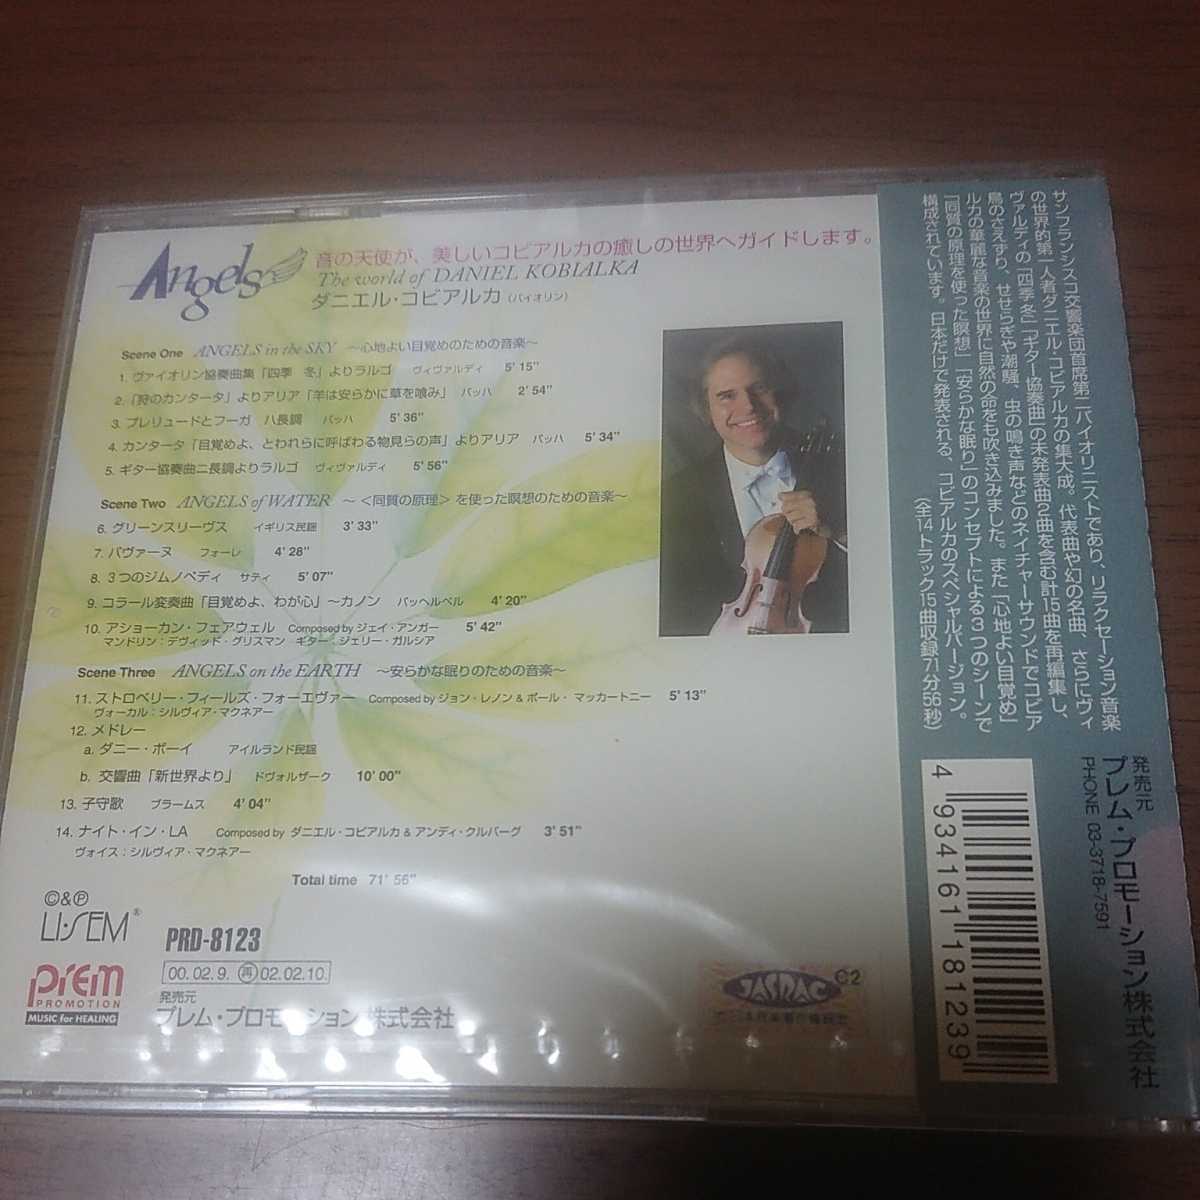 Angels
音の天使が、美しいコビアルカの癒しの世界へガイドします。
The world of DANIEL KOBIALKA
ダニエル・コビアルカ(バイオリン)
Scene One ANGELS in the SKY ～心地よい目覚めのための音楽～
1. ヴァイオリン協奏曲集「四季 冬」よりラルゴ ヴィヴァルディ 5'15"
2.「狩のカンタータ」よりアリア「羊は安らかに草を喰み」 バッハ 2'54"
3. プレリュードとフーガ ハ長調 バッハ 5'36"
4. カンタータ「目覚めよ、とわれらに呼ばわる物見らの声」よりアリア バッハ 5'34"
5. ギター協奏曲ニ長調よりラルゴ ヴィヴァルディ 5'56"
Scene Two ANGELS of WATER ～＜同質の原理＞を使った瞑想のための音楽～
6. グリーンスリーヴス イギリス民謡 3'33"
7. パヴァーヌ フォーレ 4'28"
8. 3つのジムノペディ サティ 5'07"
9. コラール変奏曲「目覚めよ、わが心」～カノン パッヘルベル 4'20"
10. アショーカン・フェアウェル Composed by ジェイ・アンガー 5'42"
マンドリン：デヴィッド・グリスマン ギター：ジェリー・ガルシア
Scene Three ANGELS on the EARTH ～安らかな眠りのための音楽～
11. ストロベリー・フィールズ・フォーエヴァー Composed by ジョン・レノン & ポール・マッカートニー 5'13"
ヴォーカル：シルヴィア・マクネアー
12. メドレー
a. ダニー・ボーイ アイルランド民謡
b. 交響曲「新世界より」 ドヴォルザーク 10'00"
13. 子守歌 ブラームス 4'04"
14. ナイト・イン・LA Composed by ダニエル・コビアルカ & アンディ・クルバーグ 3'51"
ヴォイス：シルヴィア・マクネアー
Total time 71'56"
©&℗
LI·SEM®
PRD-8123
prem
PROMOTION
MUSIC for HEALING
00.02.9. 再 02.02.10.
発売元
プレム・プロモーション 株式会社
JASRAC
サンフランシスコ交響楽団首席第二バイオリニストであり、リラクセーション音楽
の世界的第一人者ダニエル・コビアルカの集大成。代表曲や幻の名曲、さらにヴィ
ヴァルディの「四季 冬」「ギター協奏曲」の未発表曲2曲を含む計15曲を再編集し、
鳥のさえずり、せせらぎや潮騒、虫の鳴き声などのネイチャーサウンドでコビア
ルカの華麗な音楽の世界に自然の命をも吹き込みました。また「心地よい目覚め」
「同質の原理を使った瞑想」「安らかな眠り」のコンセプトによる3つのシーンで
構成されています。日本だけで発表される、コビアルカのスペシャルバージョン。
(全14トラック15曲収録71分56秒)
発売元
プレム・プロモーション株式会社
PHONE 03-3718-7591
4 934161 181239